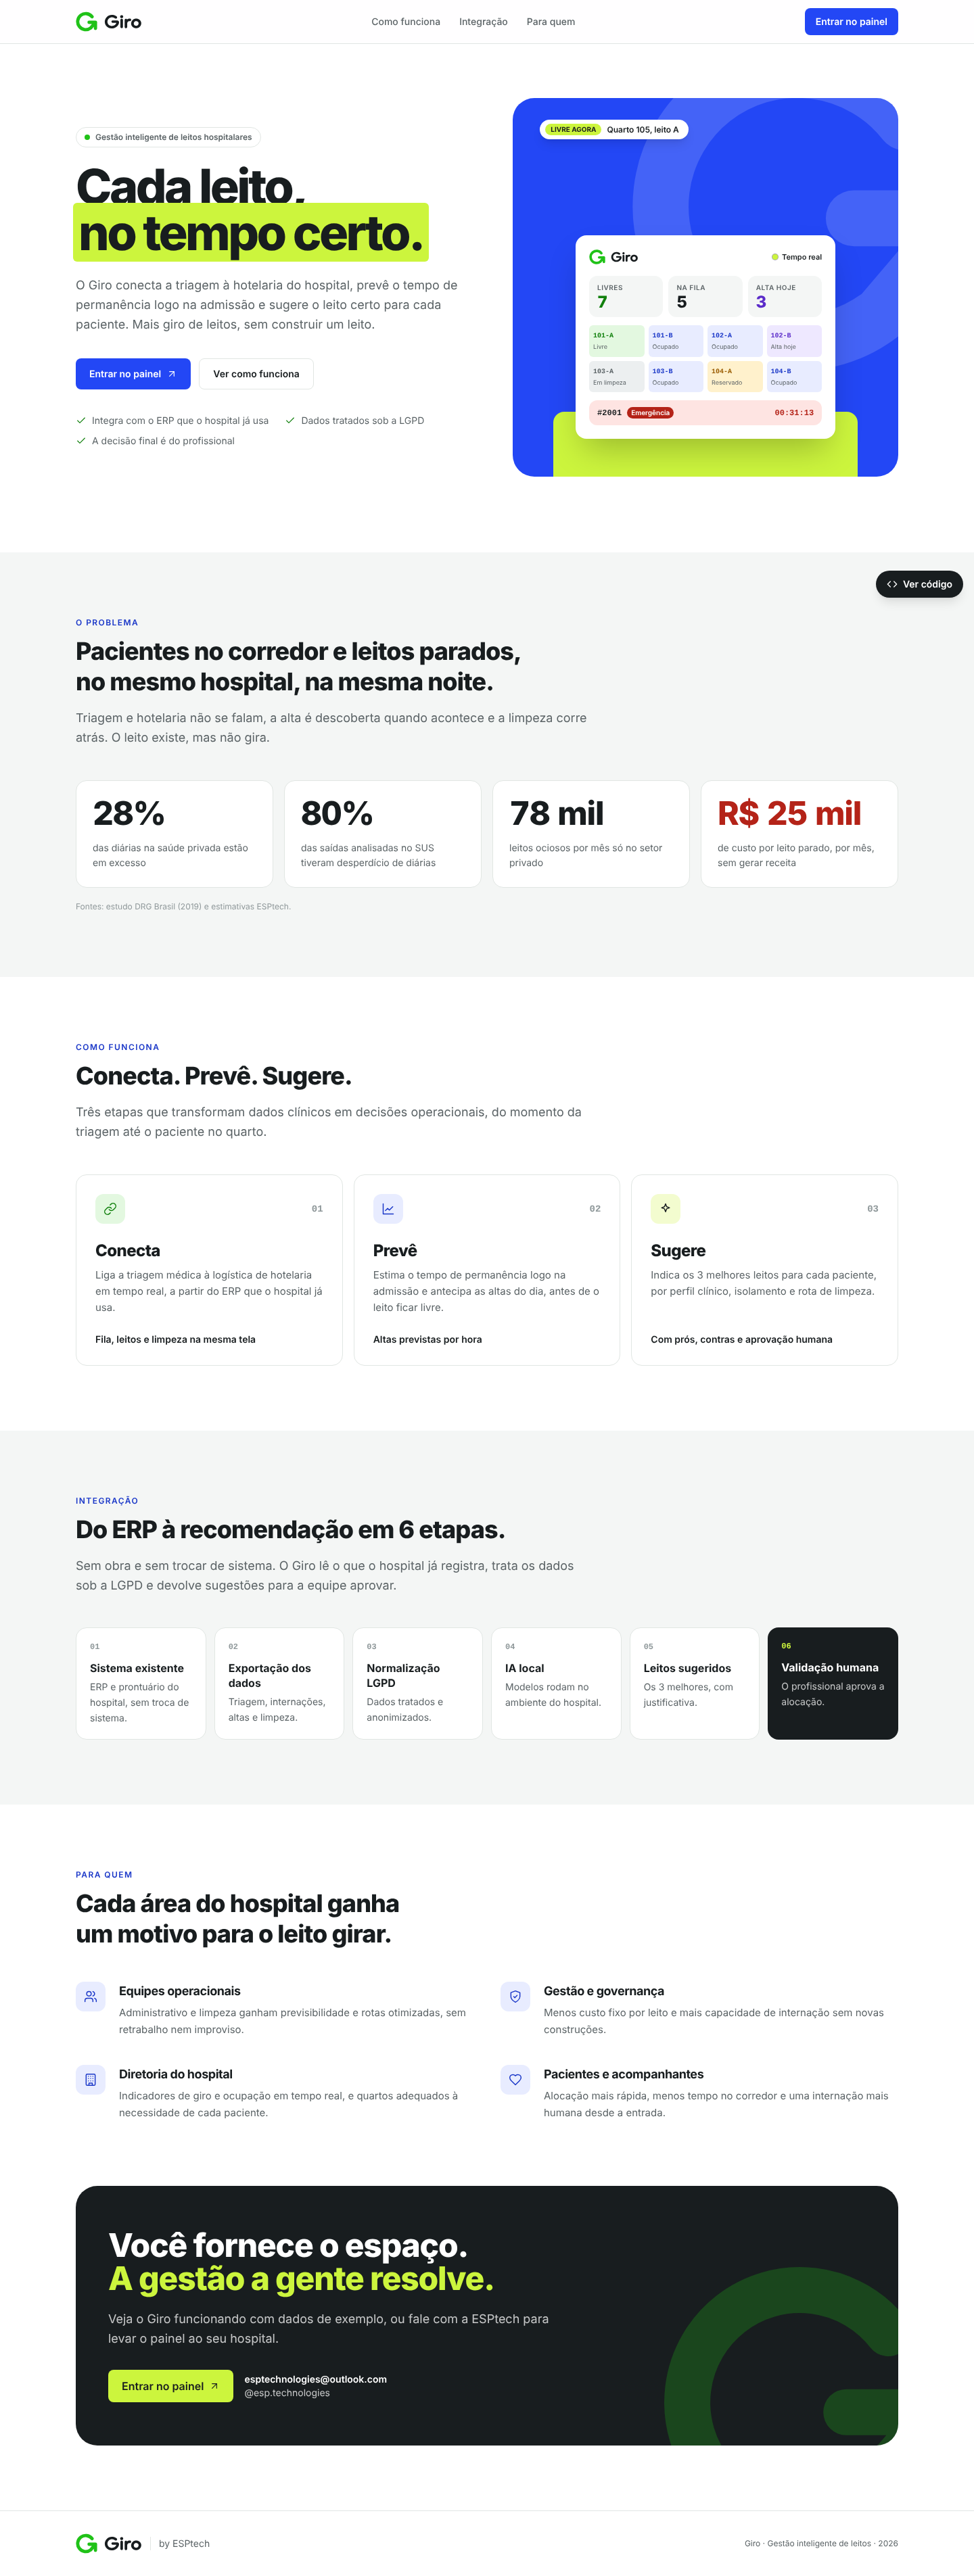 Giro
Como funciona
Integração
Para quem
Entrar no painel
Gestão inteligente de leitos hospitalares
Cada leito,
no tempo certo.
O Giro conecta a triagem à hotelaria do hospital, prevê o tempo de
permanência logo na admissão e sugere o leito certo para cada
paciente. Mais giro de leitos, sem construir um leito.
Entrar no painel
Ver como funciona
Integra com o ERP que o hospital já usa
Dados tratados sob a LGPD
A decisão final é do profissional
LIVRE AGORA Quarto 105, leito A
Giro
Tempo real
LIVRES
7
NA FILA
5
ALTA HOJE
3
101-A
Livre
101-B
Ocupado
102-A
Ocupado
102-B
Alta hoje
103-A
Em limpeza
103-B
Ocupado
104-A
Reservado
104-B
Ocupado
#2001 Emergência 00:31:13
Ver código
O PROBLEMA
Pacientes no corredor e leitos parados,
no mesmo hospital, na mesma noite.
Triagem e hotelaria não se falam, a alta é descoberta quando acontece e a limpeza corre
atrás. O leito existe, mas não gira.
28%
das diárias na saúde privada estão
em excesso
80%
das saídas analisadas no SUS
tiveram desperdício de diárias
78 mil
leitos ociosos por mês só no setor
privado
R$ 25 mil
de custo por leito parado, por mês,
sem gerar receita
Fontes: estudo DRG Brasil (2019) e estimativas ESPtech.
COMO FUNCIONA
Conecta. Prevê. Sugere.
Três etapas que transformam dados clínicos em decisões operacionais, do momento da
triagem até o paciente no quarto.
01
Conecta
Liga a triagem médica à logística de hotelaria
em tempo real, a partir do ERP que o hospital já
usa.
Fila, leitos e limpeza na mesma tela
02
Prevê
Estima o tempo de permanência logo na
admissão e antecipa as altas do dia, antes de o
leito ficar livre.
Altas previstas por hora
03
Sugere
Indica os 3 melhores leitos para cada paciente,
por perfil clínico, isolamento e rota de limpeza.
Com prós, contras e aprovação humana
INTEGRAÇÃO
Do ERP à recomendação em 6 etapas.
Sem obra e sem trocar de sistema. O Giro lê o que o hospital já registra, trata os dados
sob a LGPD e devolve sugestões para a equipe aprovar.
01
Sistema existente
ERP e prontuário do
hospital, sem troca de
sistema.
02
Exportação dos
dados
Triagem, internações,
altas e limpeza.
03
Normalização
LGPD
Dados tratados e
anonimizados.
04
IA local
Modelos rodam no
ambiente do hospital.
05
Leitos sugeridos
Os 3 melhores, com
justificativa.
06
Validação humana
O profissional aprova a
alocação.
PARA QUEM
Cada área do hospital ganha
um motivo para o leito girar.
Equipes operacionais
Administrativo e limpeza ganham previsibilidade e rotas otimizadas, sem
retrabalho nem improviso.
Gestão e governança
Menos custo fixo por leito e mais capacidade de internação sem novas
construções.
Diretoria do hospital
Indicadores de giro e ocupação em tempo real, e quartos adequados à
necessidade de cada paciente.
Pacientes e acompanhantes
Alocação mais rápida, menos tempo no corredor e uma internação mais
humana desde a entrada.
Você fornece o espaço.
A gestão a gente resolve.
Veja o Giro funcionando com dados de exemplo, ou fale com a ESPtech para
levar o painel ao seu hospital.
Entrar no painel
esptechnologies@outlook.com
@esp.technologies
Giro
by ESPtech
Giro · Gestão inteligente de leitos · 2026